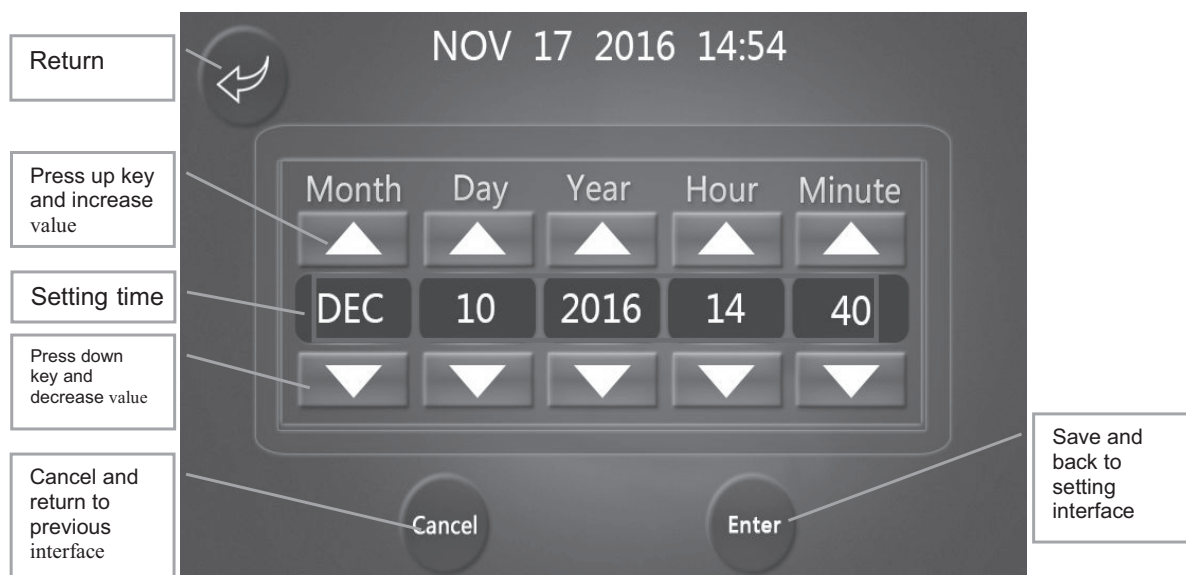 Return
NOV 17 2016 14:54
Press up key
and increase
value
Month Day Year Hour Minute
Setting time
DEC 10 2016 14 40
Press down
key and
decrease value
Cancel and
return to
previous
interface
Cancel
Enter
Save and
back to
setting
interface